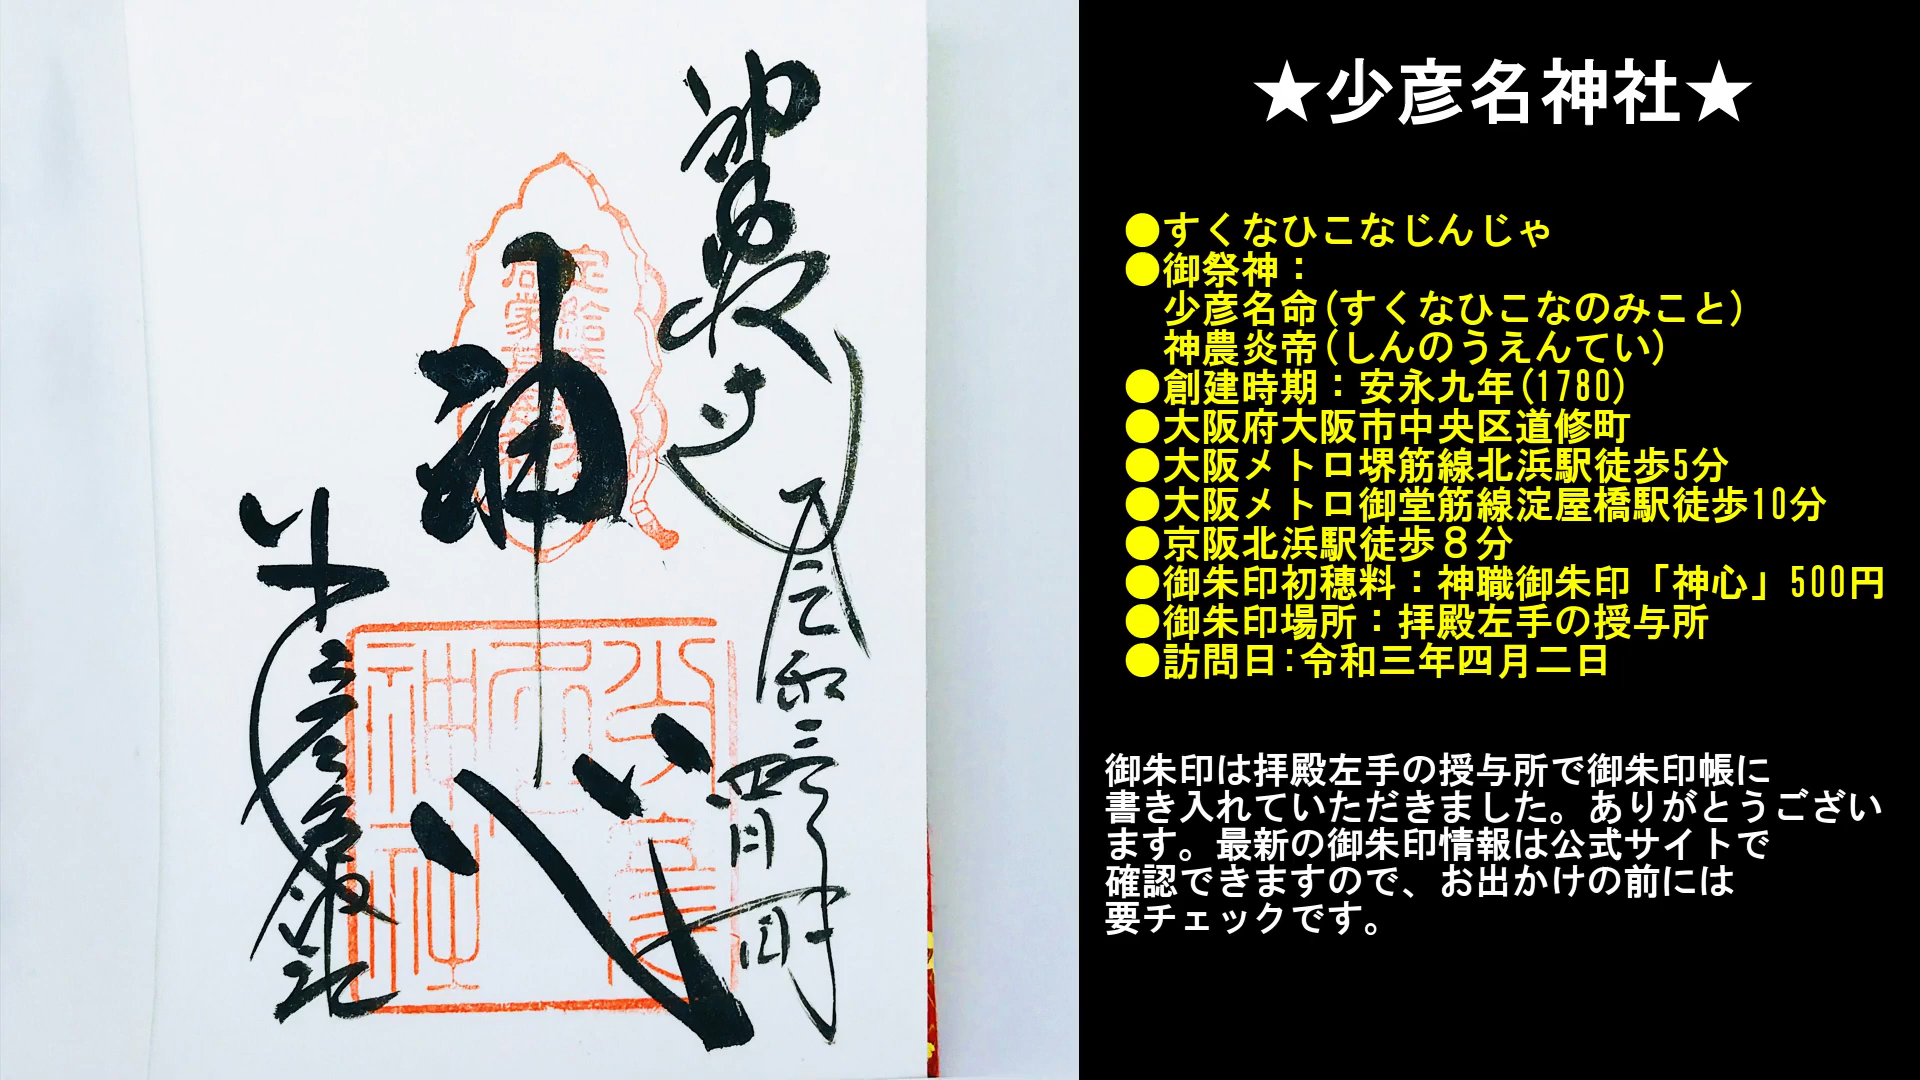 ★少彦名神社★
●すくなひこなじんじゃ
●御祭神：
少彦名命(すくなひこなのみこと)
神農炎帝(しんのうえんてい)
●創建時期：安永九年(1780)
●大阪府大阪市中央区道修町
●大阪メトロ堺筋線北浜駅徒歩5分
●大阪メトロ御堂筋線淀屋橋駅徒歩10分
●京阪北浜駅徒歩８分
●御朱印初穂料：神職御朱印「神心」500円
●御朱印場所：拝殿左手の授与所
●訪問日:令和三年四月二日
御朱印は拝殿左手の授与所で御朱印帳に
書き入れていただきました。ありがとうござい
ます。最新の御朱印情報は公式サイトで
確認できますので、お出かけの前には
要チェックです。
神心